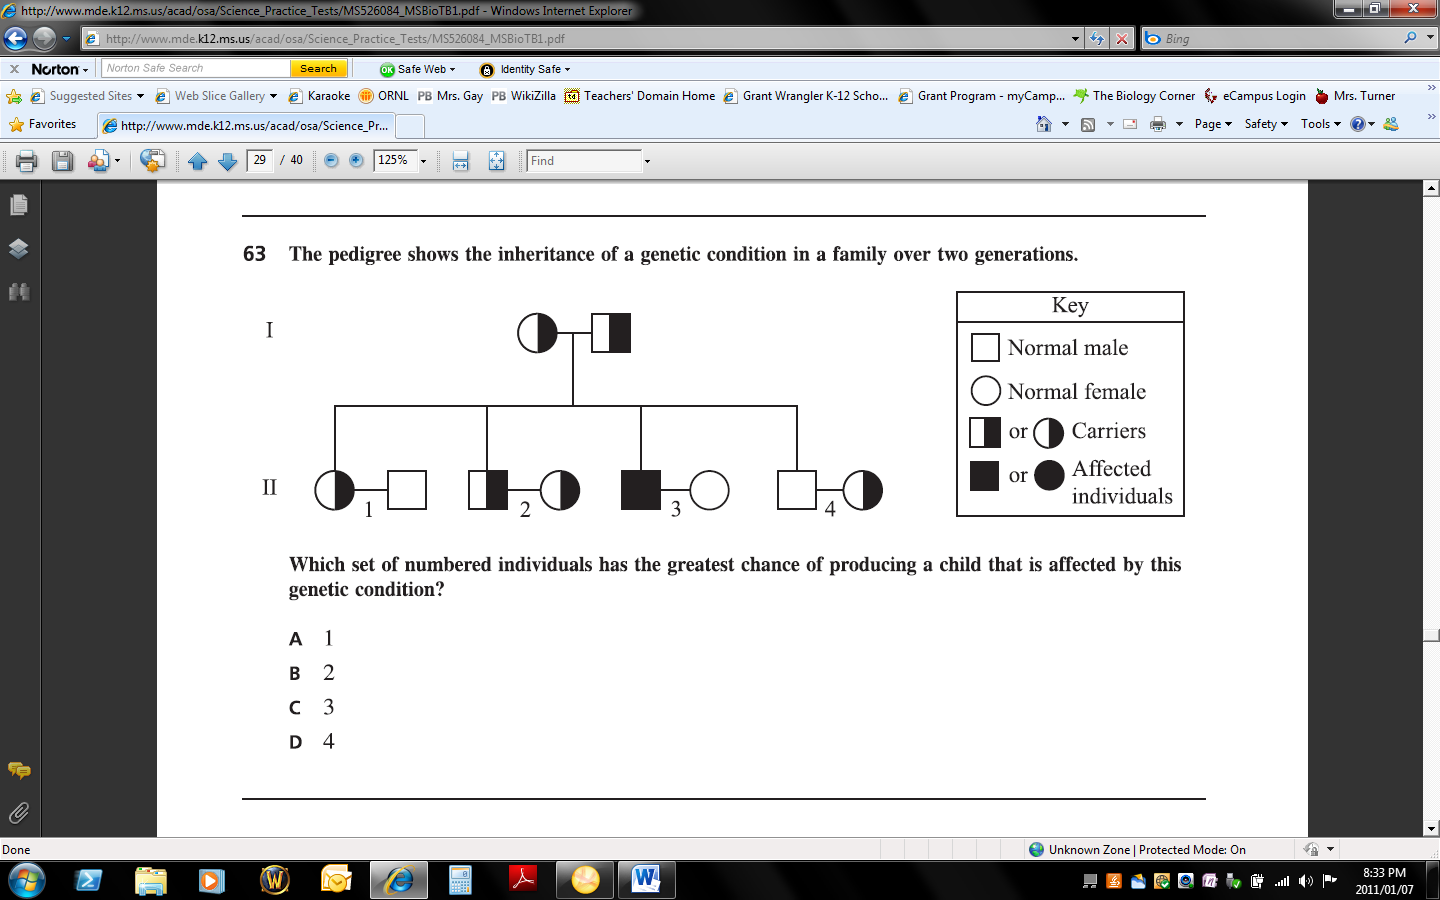 http://www.mde.k12.ms.us/acad/osa/Science_Practice_Tests/MS526084_MSBioTB1.pdf - Windows Internet Explorer
http://www.mde.k12.ms.us/acad/osa/Science_Practice_Tests/MS526084_MSBioTB1.pdf
Bing
x Norton Norton Safe Search Search OK Safe Web Identity Safe
Suggested Sites Web Slice Gallery Karaoke ORNL PB Mrs. Gay PB WikiZilla td Teachers' Domain Home Grant Wrangler K-12 Scho... Grant Program - myCamp... The Biology Corner eCampus Login Mrs. Turner
Favorites http://www.mde.k12.ms.us/acad/osa/Science_Pr... Page Safety Tools
29 / 40 125% Find
63 The pedigree shows the inheritance of a genetic condition in a family over two generations.
I
II
1 2 3 4
Key
Normal male
Normal female
or Carriers
or Affected
individuals
Which set of numbered individuals has the greatest chance of producing a child that is affected by this
genetic condition?
A 1
B 2
C 3
D 4
Done Unknown Zone | Protected Mode: On
8:33 PM
2011/01/07